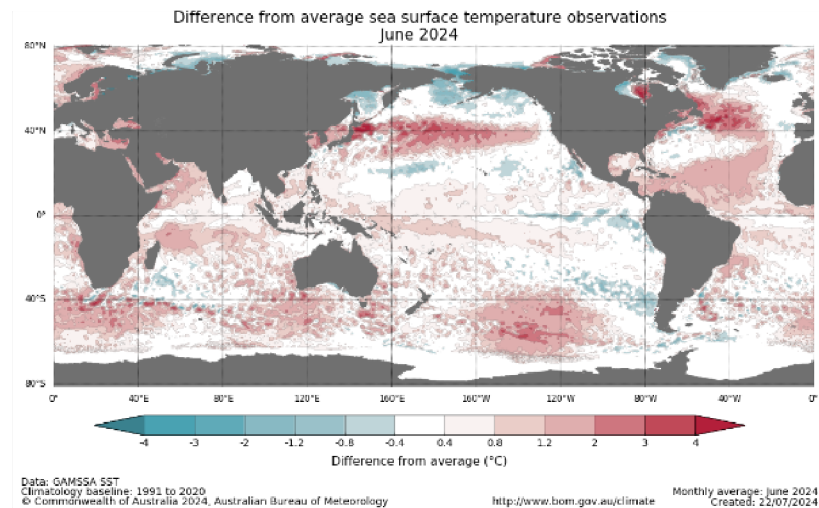 Difference from average sea surface temperature observations
June 2024
80°N
40°N
0°
40°S
80°S
0° 40°E 80°E 120°E 160°E 160°W 120°W 80°W 40°W 0°
-4 -3 -2 -1.2 -0.8 -0.4 0.4 0.8 1.2 2 3 4
Difference from average (°C)
Data: GAMSSA SST
Climatology baseline: 1991 to 2020
© Commonwealth of Australia 2024, Australian Bureau of Meteorology
http://www.bom.gov.au/climate
Monthly average: June 2024
Created: 22/07/2024